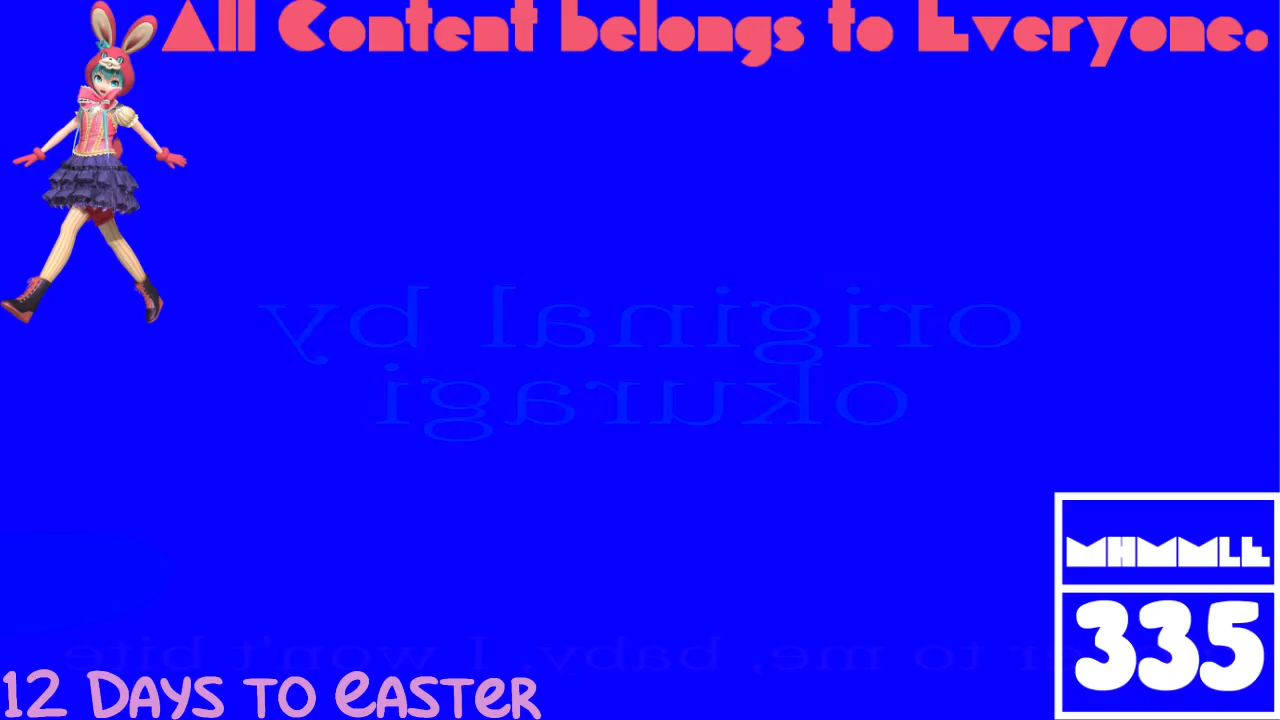 All Content belongs to Everyone.
original by
okuragi
er to me, baby, I won't bite
MHMMLE
335
12 Days to Easter